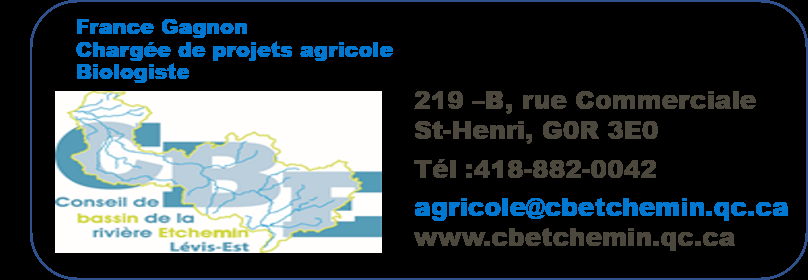 France Gagnon
Chargée de projets agricole
Biologiste
CBE
Conseil de
bassin de la
rivière Etchemin
Lévis-Est
219 –B, rue Commerciale
St-Henri, G0R 3E0
Tél :418-882-0042
agricole@cbetchemin.qc.ca
www.cbetchemin.qc.ca